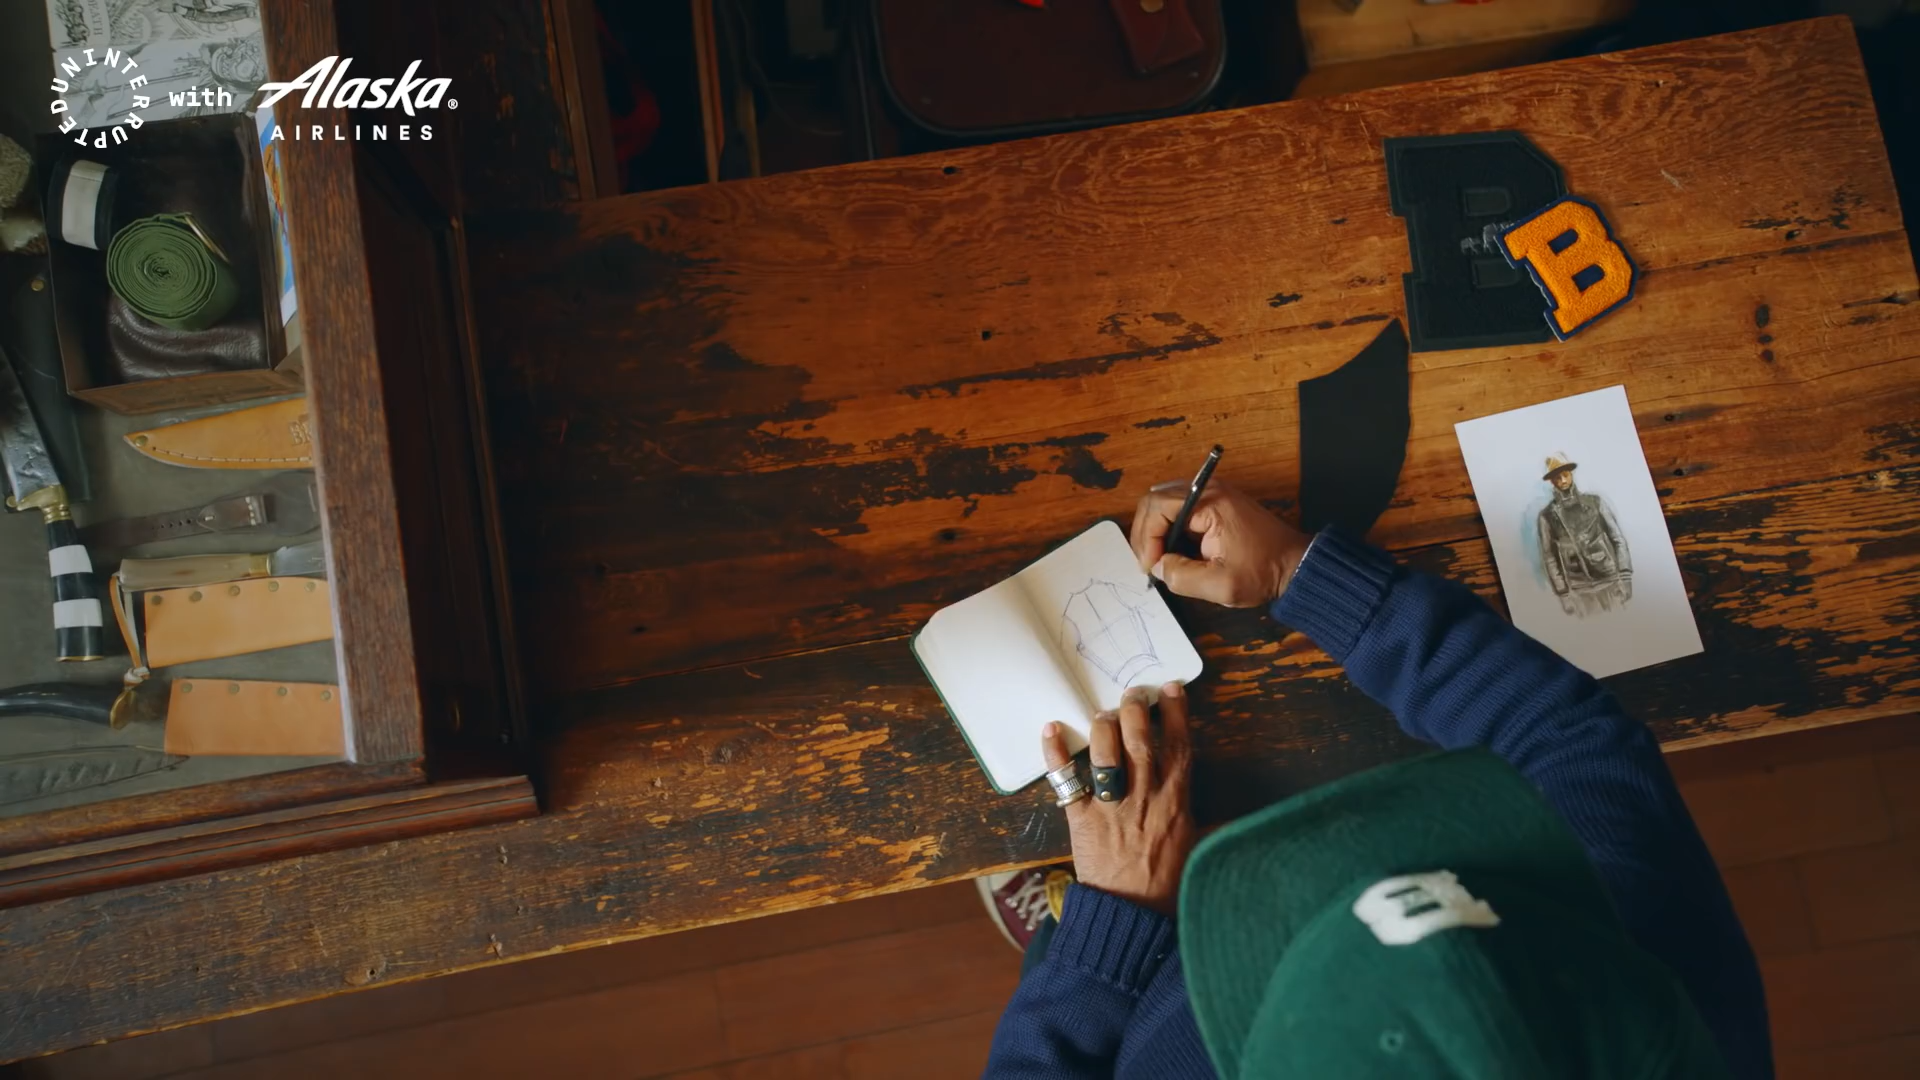 UNINTERRUPTED
with
Alaska®
AIRLINES
B
B